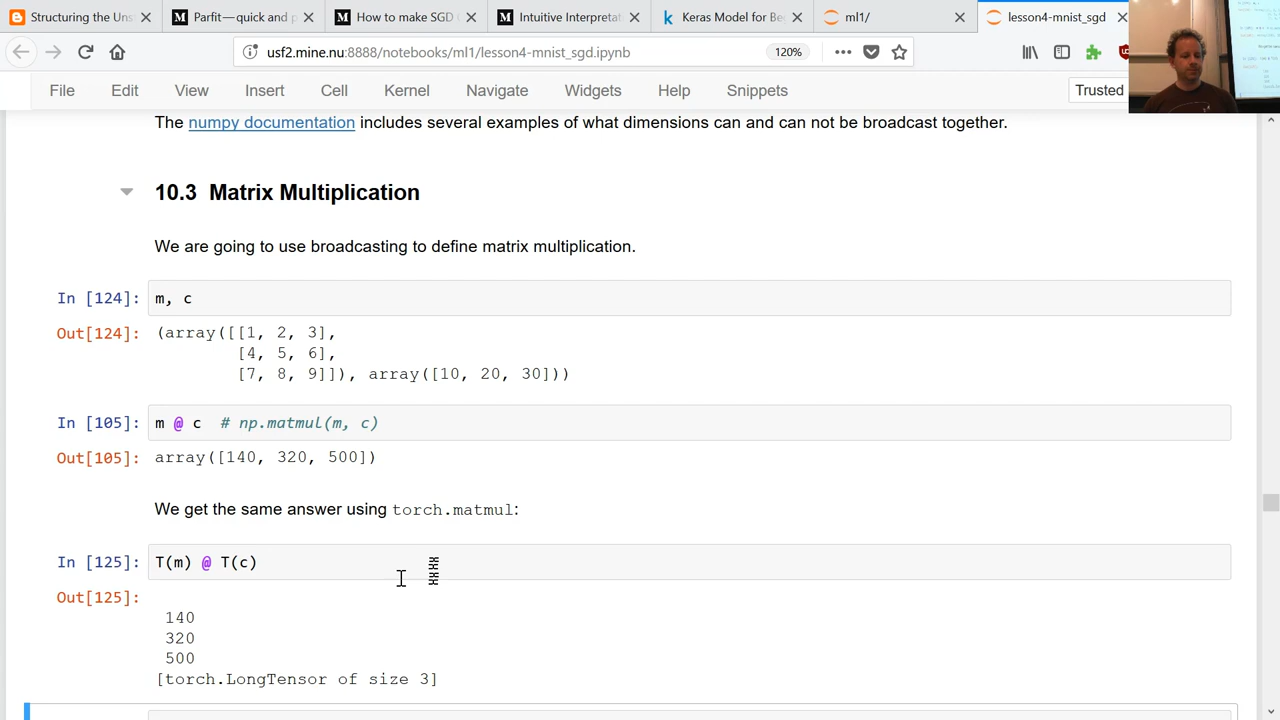 Structuring the Uns
Parfit — quick and p
How to make SGD
Intuitive Interpretat
Keras Model for Be
ml1/
lesson4-mnist_sgd
usf2.mine.nu:8888/notebooks/ml1/lesson4-mnist_sgd.ipynb
120%
File Edit View Insert Cell Kernel Navigate Widgets Help Snippets Trusted
The numpy documentation includes several examples of what dimensions can and can not be broadcast together.
10.3 Matrix Multiplication
We are going to use broadcasting to define matrix multiplication.
In [124]: m, c
Out[124]: (array([[1, 2, 3],
[4, 5, 6],
[7, 8, 9]]), array([10, 20, 30]))
In [105]: m @ c # np.matmul(m, c)
Out[105]: array([140, 320, 500])
We get the same answer using torch.matmul:
In [125]: T(m) @ T(c)
Out[125]:
140
320
500
[torch.LongTensor of size 3]